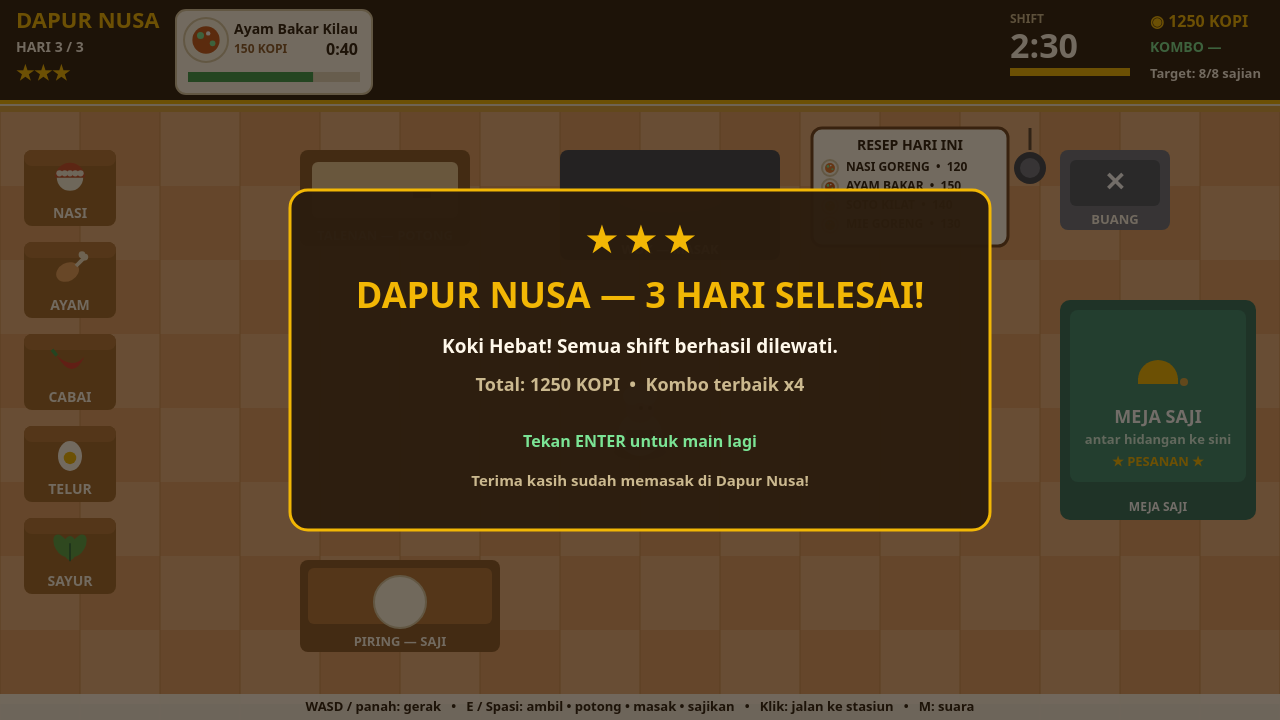 DAPUR NUSA
HARI 3 / 3
★★★
Ayam Bakar Kilau
150 KOPI 0:40
SHIFT
2:30
◉ 1250 KOPI
KOMBO —
Target: 8/8 sajian
RESEP HARI INI
NASI GORENG • 120
AYAM BAKAR • 150
NASI
AYAM
CABAI
TELUR
SAYUR
✕
BUANG
★ ★ ★
DAPUR NUSA — 3 HARI SELESAI!
Koki Hebat! Semua shift berhasil dilewati.
Total: 1250 KOPI • Kombo terbaik x4
Tekan ENTER untuk main lagi
Terima kasih sudah memasak di Dapur Nusa!
MEJA SAJI
antar hidangan ke sini
★ PESANAN ★
MEJA SAJI
PIRING — SAJI
WASD / panah: gerak • E / Spasi: ambil • potong • masak • sajikan • Klik: jalan ke stasiun • M: suara